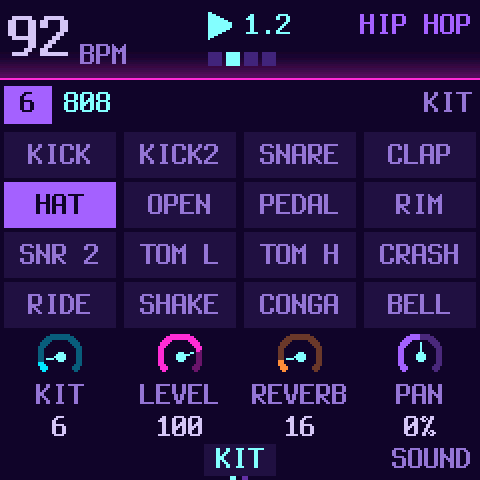 92 BPM 1.2 HIP HOP
6 808 KIT
KICK KICK2 SNARE CLAP
HAT OPEN PEDAL RIM
SNR 2 TOM L TOM H CRASH
RIDE SHAKE CONGA BELL
KIT LEVEL REVERB PAN
6 100 16 0%
KIT SOUND